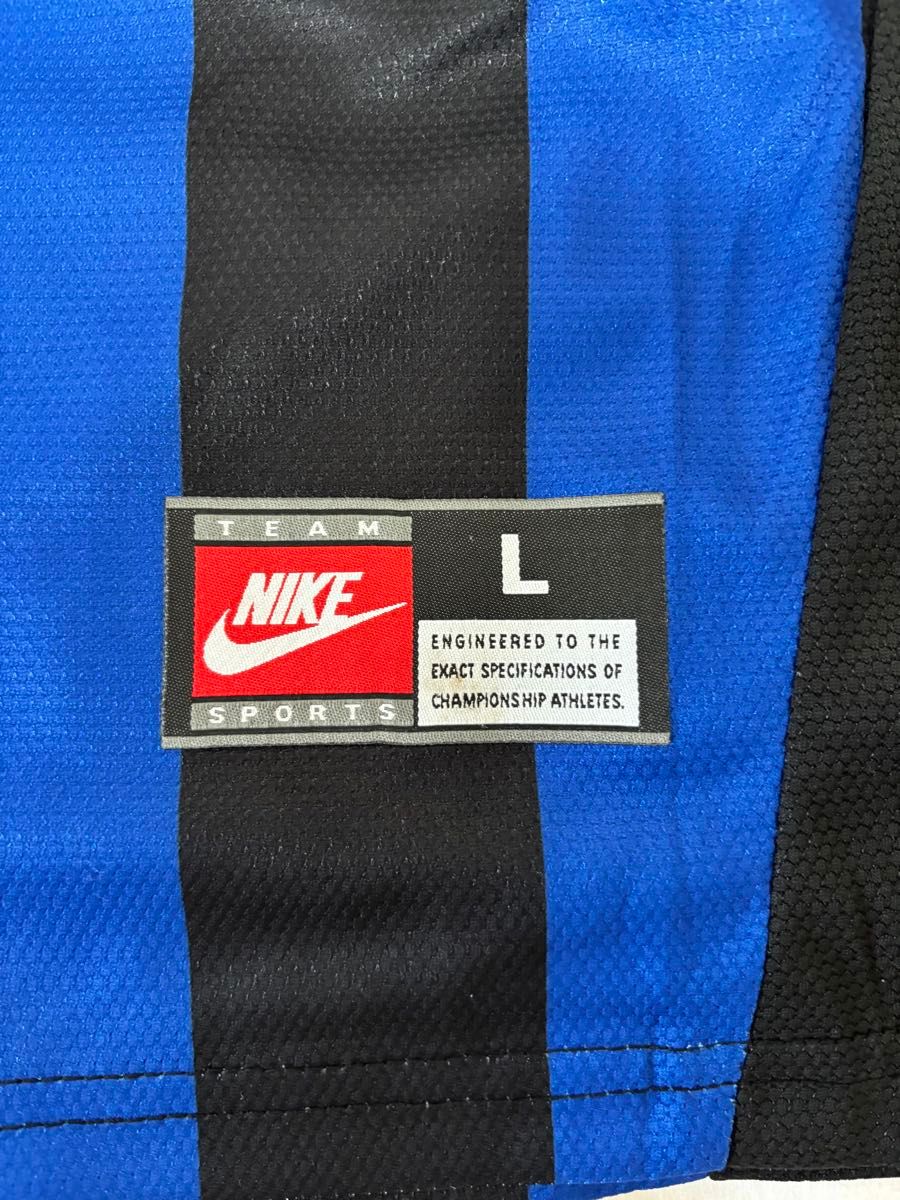 TEAM
NIKE
SPORTS
L
ENGINEERED TO THE
EXACT SPECIFICATIONS OF
CHAMPIONSHIP ATHLETES.